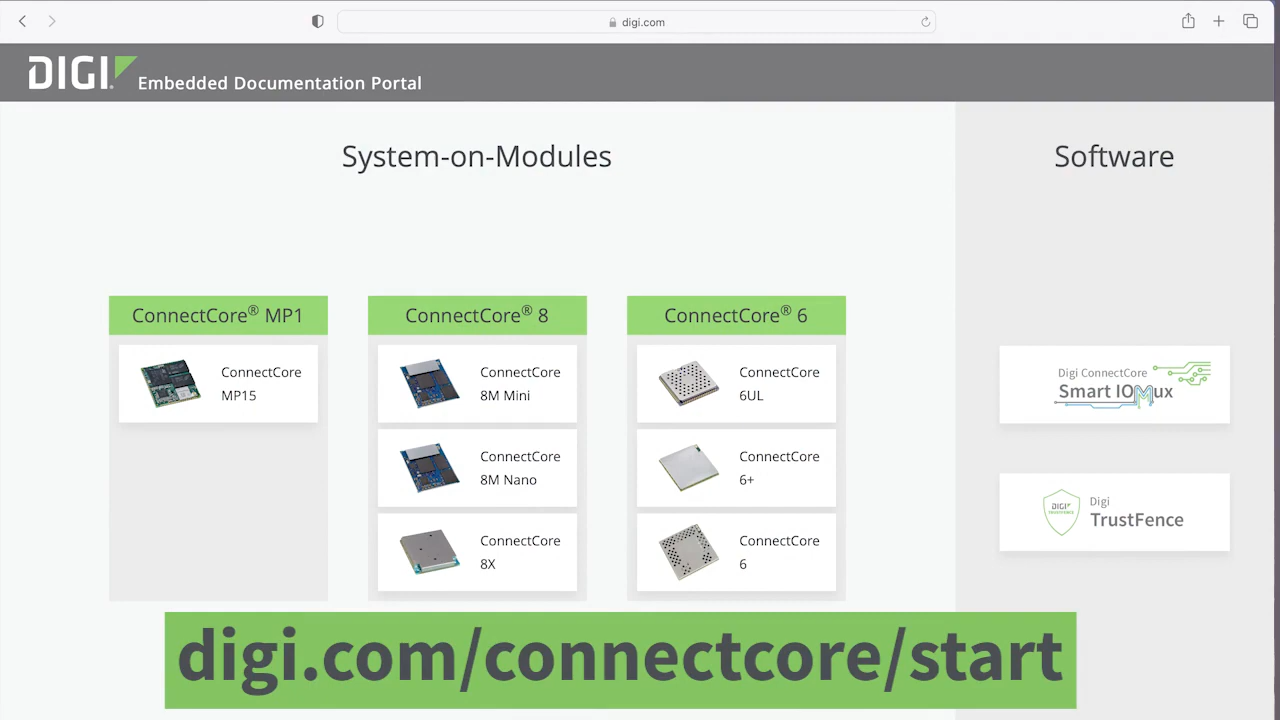 digi.com
DIGI
Embedded Documentation Portal
System-on-Modules
Software
ConnectCore® MP1
ConnectCore
MP15
ConnectCore® 8
ConnectCore
8M Mini
ConnectCore
8M Nano
ConnectCore
8X
ConnectCore® 6
ConnectCore
6UL
ConnectCore
6+
ConnectCore
6
Digi ConnectCore
Smart IOMux
DIGI
TRUSTFENCE
Digi
TrustFence
digi.com/connectcore/start